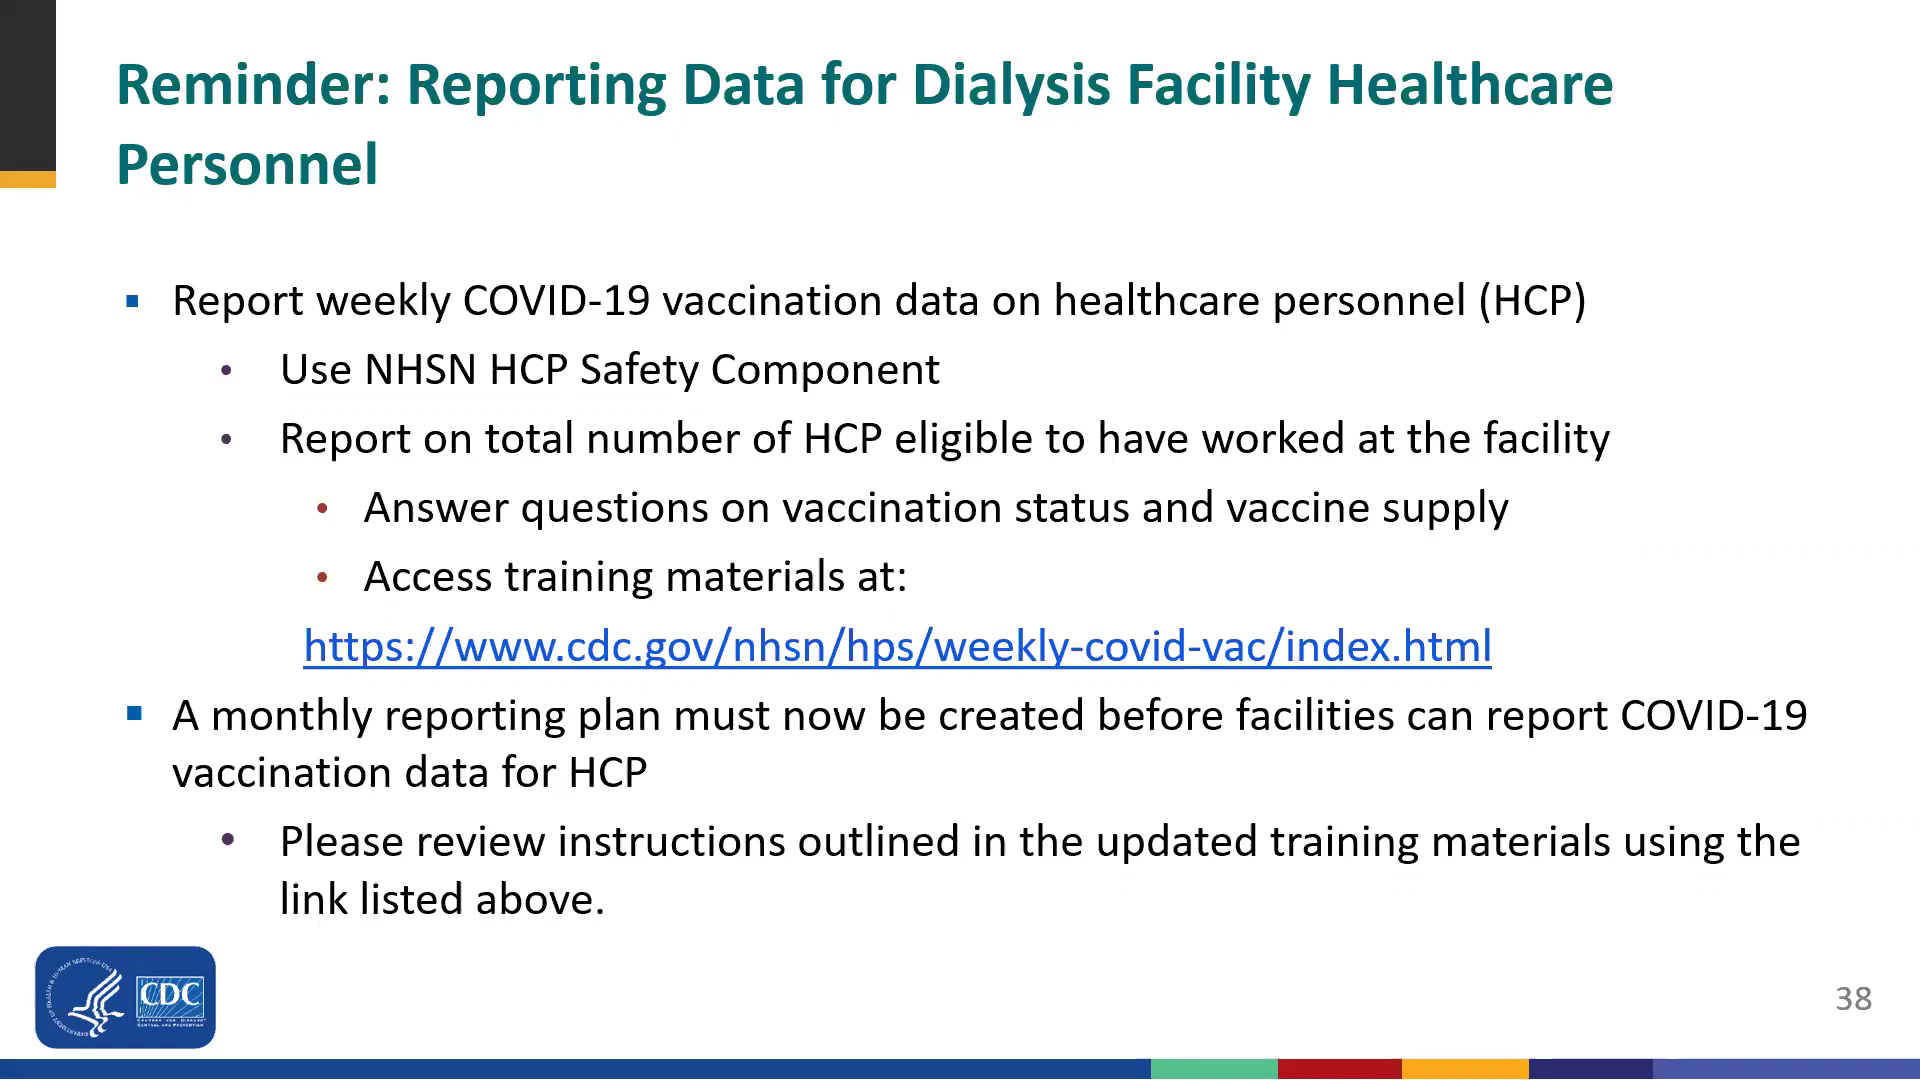 Reminder: Reporting Data for Dialysis Facility Healthcare
Personnel
Report weekly COVID-19 vaccination data on healthcare personnel (HCP)
Use NHSN HCP Safety Component
Report on total number of HCP eligible to have worked at the facility
Answer questions on vaccination status and vaccine supply
Access training materials at:
https://www.cdc.gov/nhsn/hps/weekly-covid-vac/index.html
A monthly reporting plan must now be created before facilities can report COVID-19
vaccination data for HCP
Please review instructions outlined in the updated training materials using the
link listed above.
CDC
38